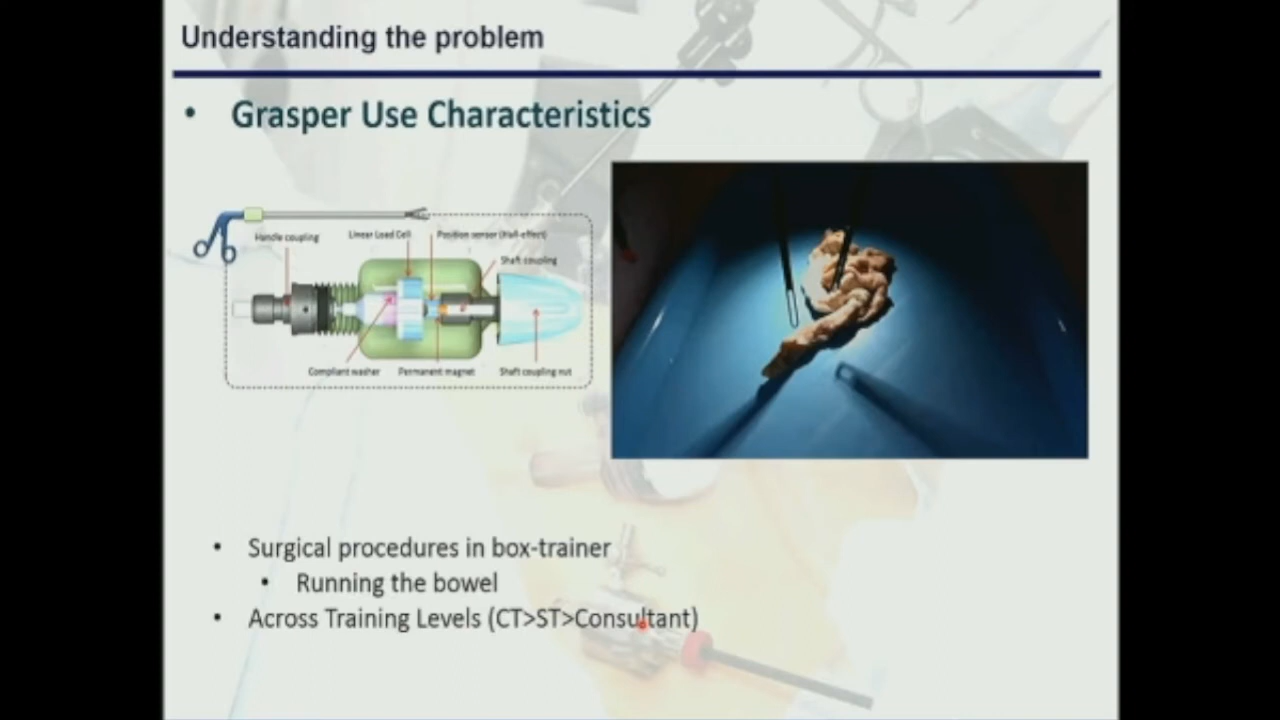 Understanding the problem
• Grasper Use Characteristics
Handle coupling
Linear Load Cell
Position sensor (Hall-effect)
Shaft coupling
Compliant washer
Permanent magnet
Shaft coupling nut
• Surgical procedures in box-trainer
• Running the bowel
• Across Training Levels (CT>ST>Consultant)